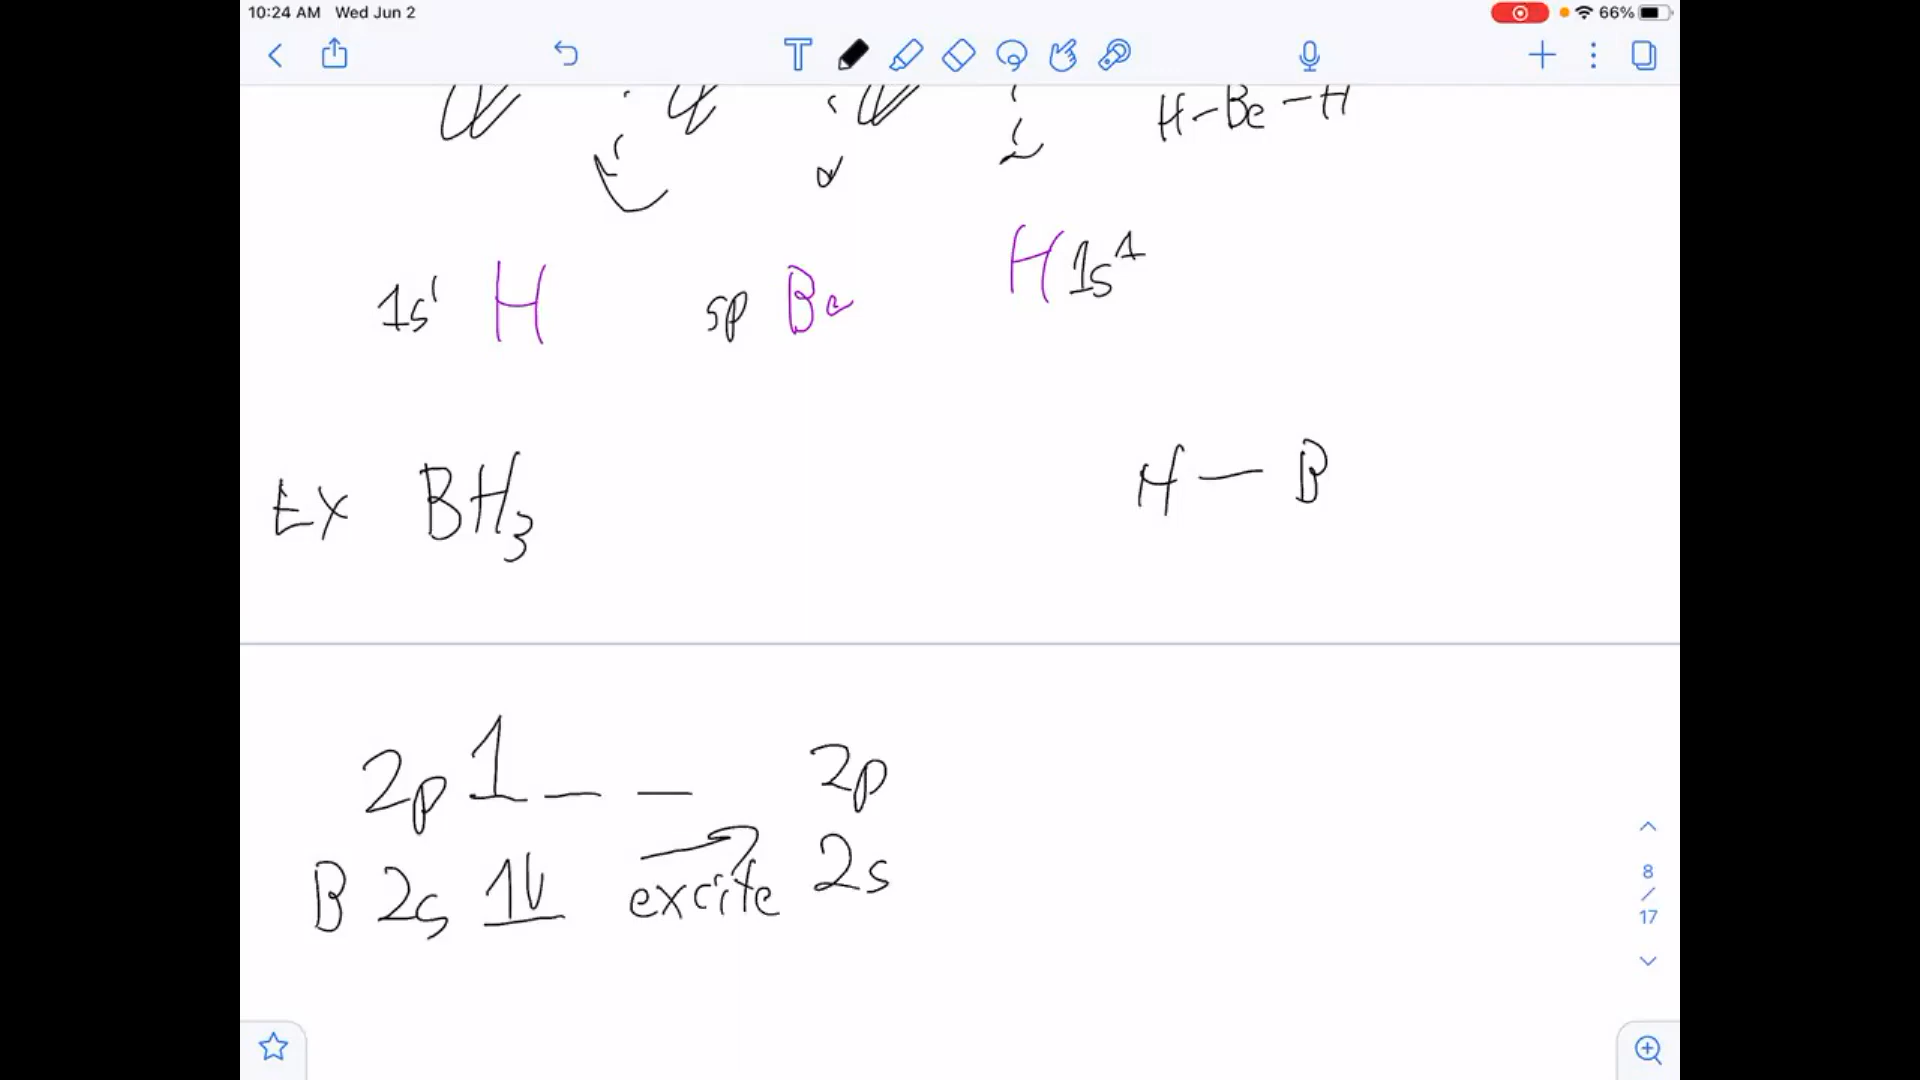 10:24 AM Wed Jun 2 66%
H-Be-H
1s¹ H sp Be H 1s¹
Ex BH₃ H — B
2p 1 _ _ 2p
B 2s 1l excite 2s
8
/
17